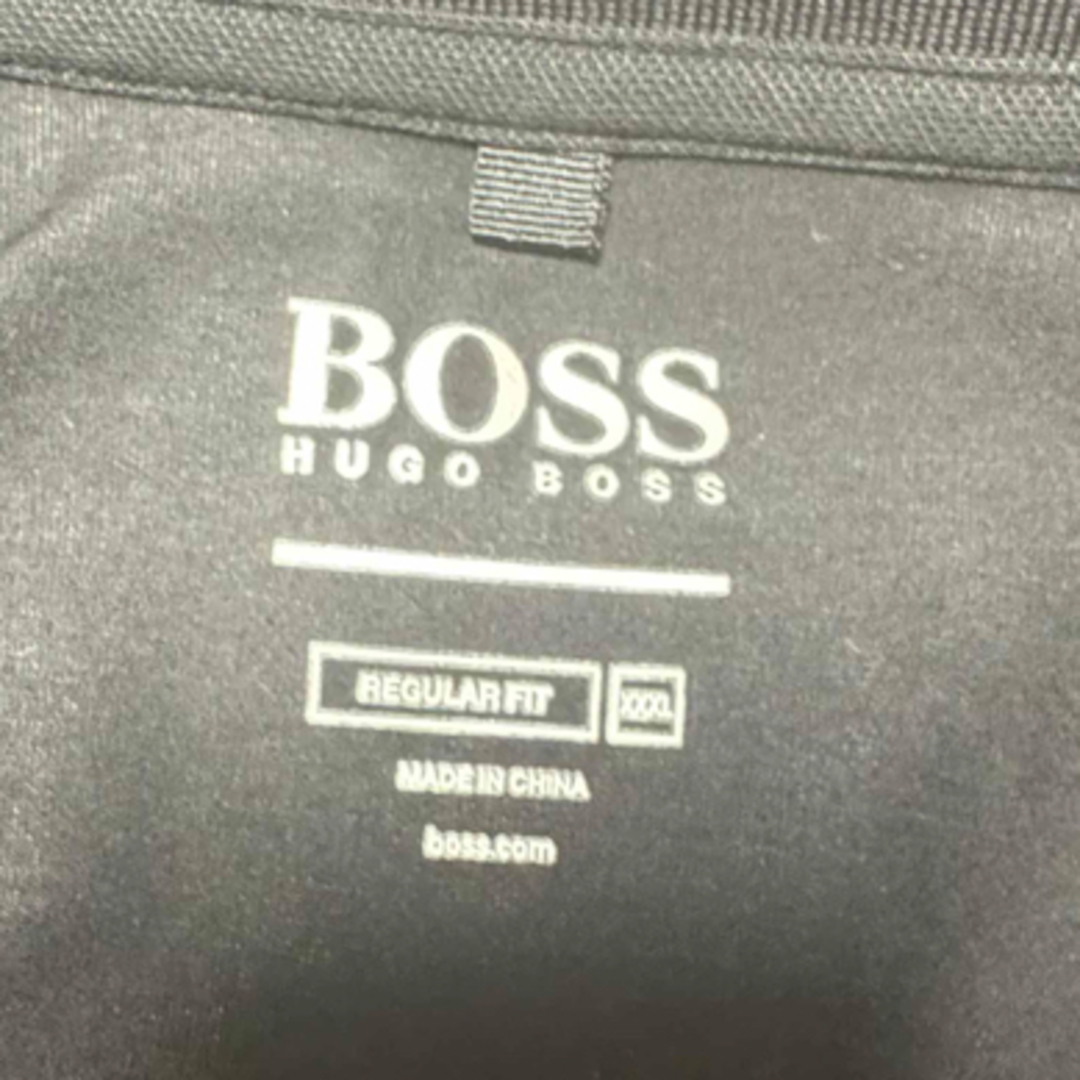 BOSS
HUGO BOSS
REGULAR FIT XXXL
MADE IN CHINA
boss.com